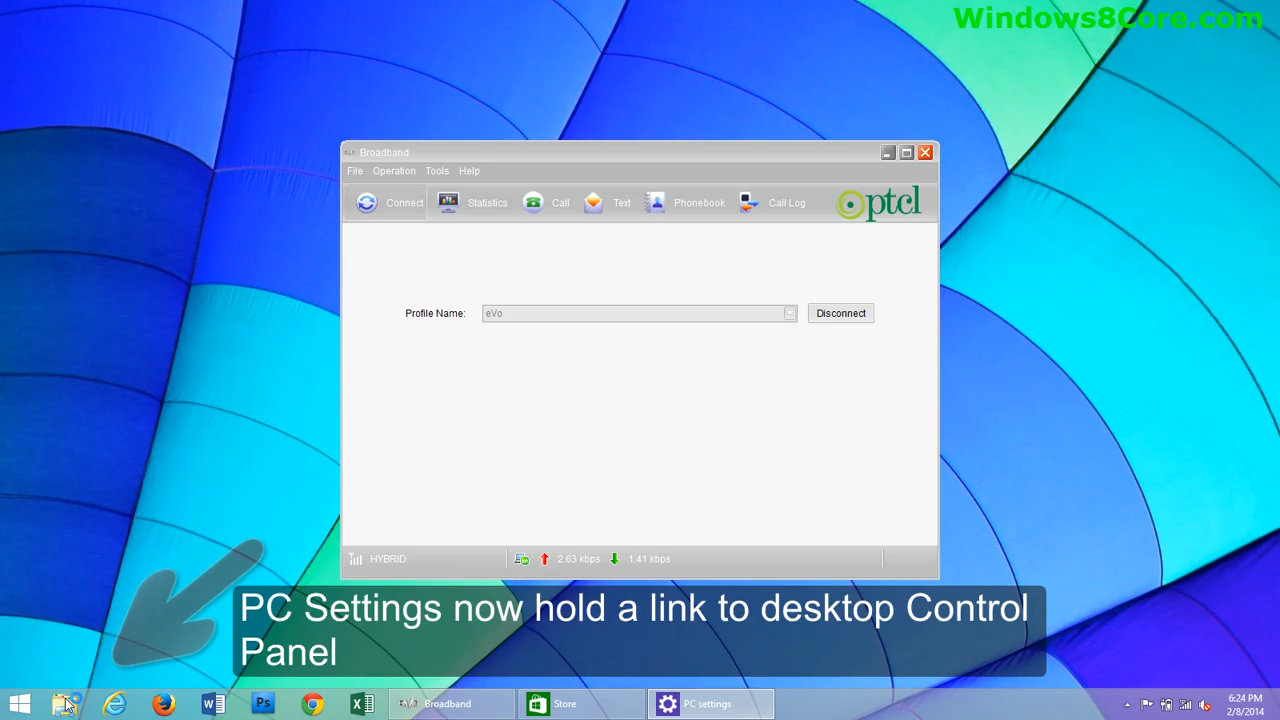 Windows8Core.com
Broadband
File Operation Tools Help
Connect Statistics Call Text Phonebook Call Log ptcl
Profile Name: eVo Disconnect
HYBRID 2.63 kbps 1.41 kbps
PC Settings now hold a link to desktop Control
Panel
Ps Broadband Store PC settings
6:24 PM
2/8/2014